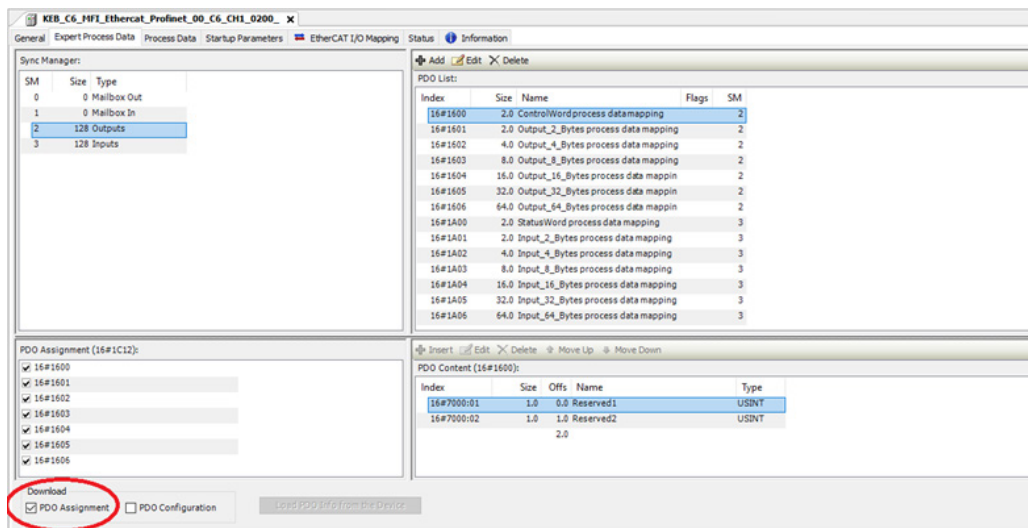 KEB_C6_MFI_Ethercat_Profinet_00_C6_CH1_0200_ x
General Expert Process Data Process Data Startup Parameters EtherCAT I/O Mapping Status Information
Sync Manager:
SM Size Type
0 0 Mailbox Out
1 0 Mailbox In
2 128 Outputs
3 128 Inputs
Add Edit Delete
PDO List:
Index Size Name Flags SM
16#1600 2.0 ControlWord process datamapping 2
16#1601 2.0 Output_2_Bytes process data mapping 2
16#1602 4.0 Output_4_Bytes process data mapping 2
16#1603 8.0 Output_8_Bytes process data mapping 2
16#1604 16.0 Output_16_Bytes process data mappin 2
16#1605 32.0 Output_32_Bytes process data mappin 2
16#1606 64.0 Output_64_Bytes process data mappin 2
16#1A00 2.0 StatusWord process data mapping 3
16#1A01 2.0 Input_2_Bytes process data mapping 3
16#1A02 4.0 Input_4_Bytes process data mapping 3
16#1A03 8.0 Input_8_Bytes process data mapping 3
16#1A04 16.0 Input_16_Bytes process data mapping 3
16#1A05 32.0 Input_32_Bytes process data mapping 3
16#1A06 64.0 Input_64_Bytes process data mapping 3
PDO Assignment (16#1C12):
16#1600
16#1601
16#1602
16#1603
16#1604
16#1605
16#1606
Insert Edit Delete Move Up Move Down
PDO Content (16#1600):
Index Size Offs Name Type
16#7000:01 1.0 0.0 Reserved1 USINT
16#7000:02 1.0 1.0 Reserved2 USINT
2.0
Download
PDO Assignment PDO Configuration Load PDO Info from the Device